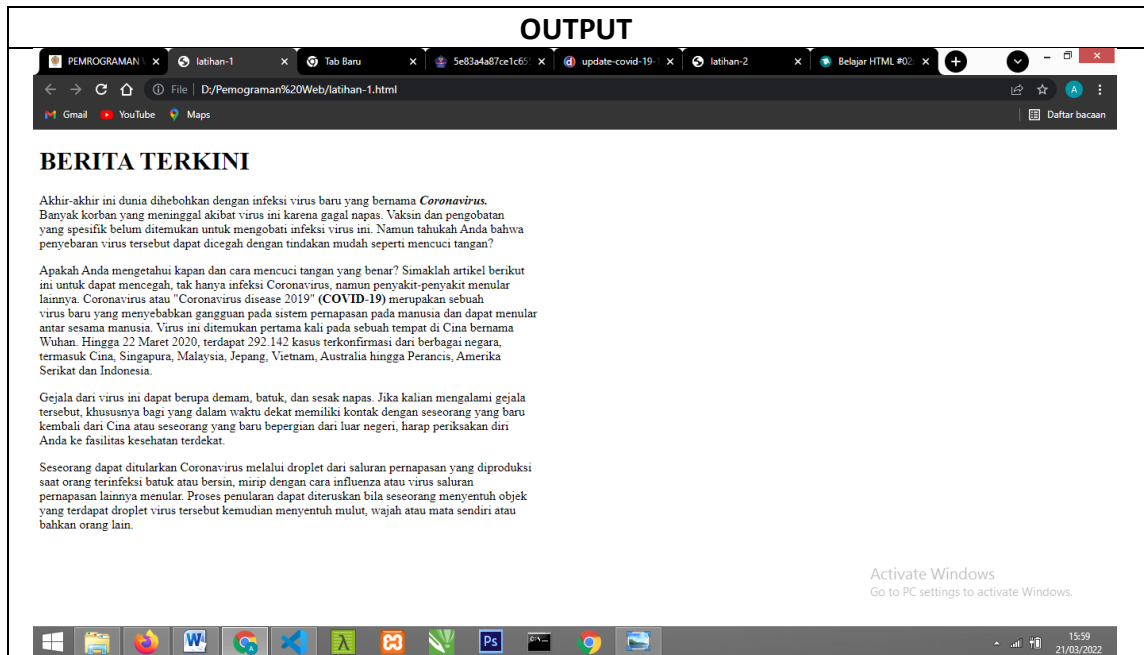 OUTPUT
PEMROGRAMAN
latihan-1
Tab Baru
5e83a4a87ce1c65
update-covid-19-
latihan-2
Belajar HTML #02:
File | D:/Pemograman%20Web/latihan-1.html
A
Gmail YouTube Maps
Daftar bacaan
BERITA TERKINI
Akhir-akhir ini dunia dihebohkan dengan infeksi virus baru yang bernama Coronavirus.
Banyak korban yang meninggal akibat virus ini karena gagal napas. Vaksin dan pengobatan
yang spesifik belum ditemukan untuk mengobati infeksi virus ini. Namun tahukah Anda bahwa
penyebaran virus tersebut dapat dicegah dengan tindakan mudah seperti mencuci tangan?
Apakah Anda mengetahui kapan dan cara mencuci tangan yang benar? Simaklah artikel berikut
ini untuk dapat mencegah, tak hanya infeksi Coronavirus, namun penyakit-penyakit menular
lainnya. Coronavirus atau "Coronavirus disease 2019" (COVID-19) merupakan sebuah
virus baru yang menyebabkan gangguan pada sistem pernapasan pada manusia dan dapat menular
antar sesama manusia. Virus ini ditemukan pertama kali pada sebuah tempat di Cina bernama
Wuhan. Hingga 22 Maret 2020, terdapat 292.142 kasus terkonfirmasi dari berbagai negara,
termasuk Cina, Singapura, Malaysia, Jepang, Vietnam, Australia hingga Perancis, Amerika
Serikat dan Indonesia.
Gejala dari virus ini dapat berupa demam, batuk, dan sesak napas. Jika kalian mengalami gejala
tersebut, khususnya bagi yang dalam waktu dekat memiliki kontak dengan seseorang yang baru
kembali dari Cina atau seseorang yang baru bepergian dari luar negeri, harap periksakan diri
Anda ke fasilitas kesehatan terdekat.
Seseorang dapat ditularkan Coronavirus melalui droplet dari saluran pernapasan yang diproduksi
saat orang terinfeksi batuk atau bersin, mirip dengan cara influenza atau virus saluran
pernapasan lainnya menular. Proses penularan dapat diteruskan bila seseorang menyentuh objek
yang terdapat droplet virus tersebut kemudian menyentuh mulut, wajah atau mata sendiri atau
bahkan orang lain.
Activate Windows
Go to PC settings to activate Windows.
Ps
15:59
21/03/2022